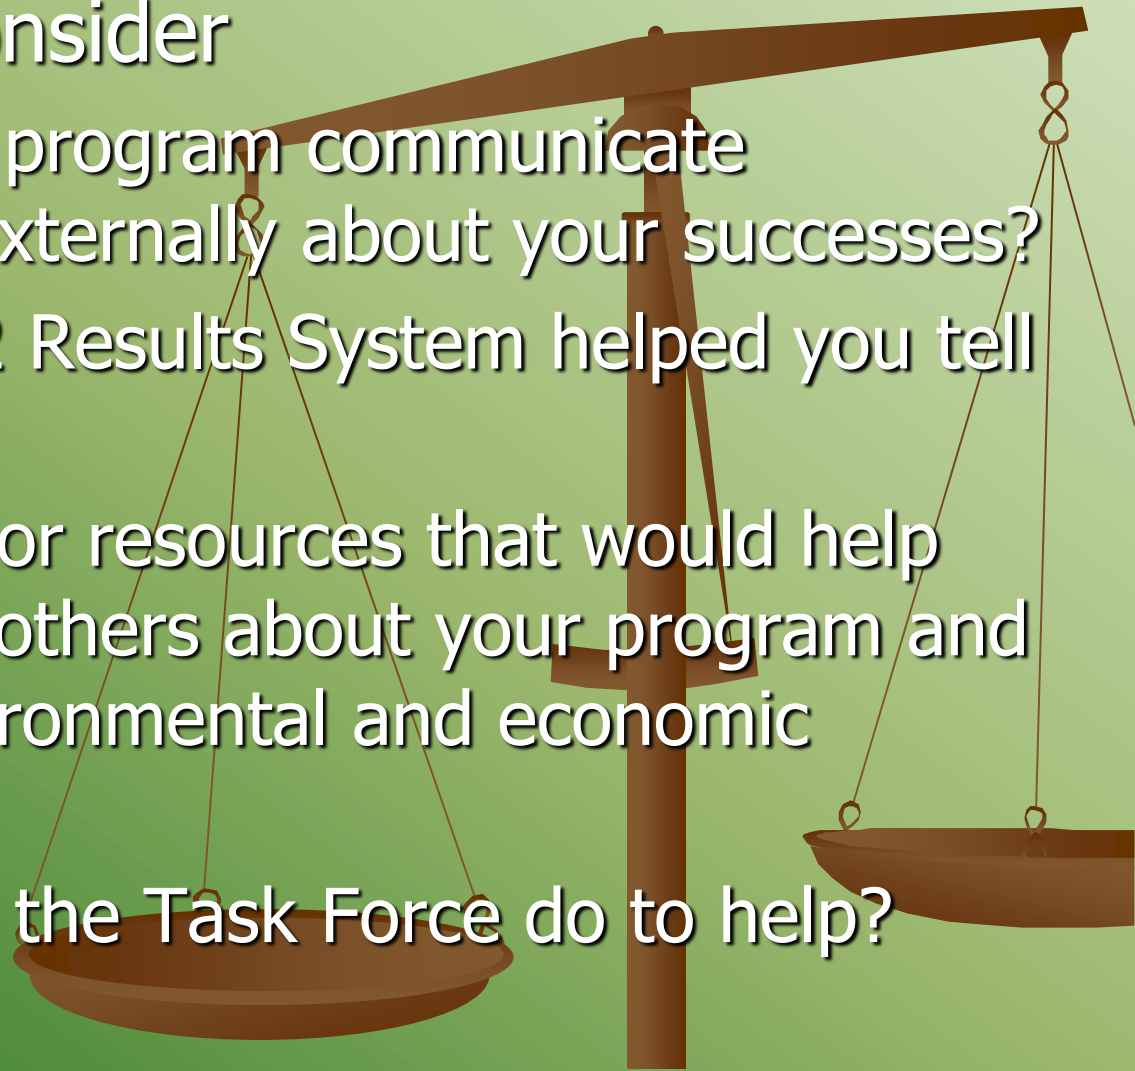 nsider
program communicate
xternally about your successes?
Results System helped you tell
or resources that would help
others about your program and
ronmental and economic
the Task Force do to help?